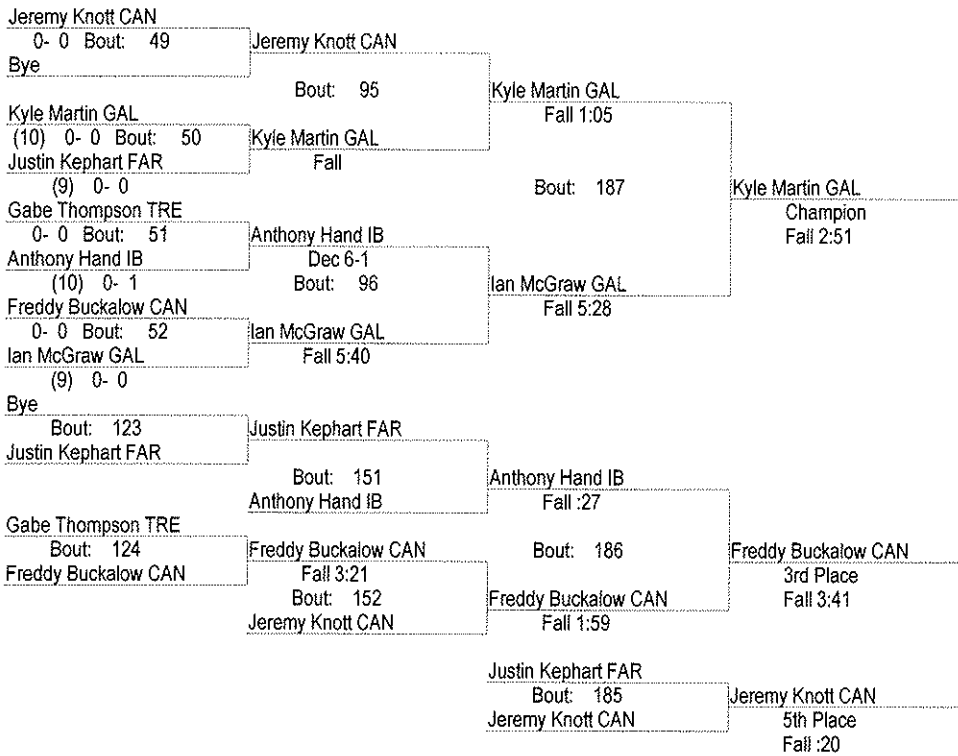 Jeremy Knott CAN
0- 0 Bout: 49
Bye
Jeremy Knott CAN
Bout: 95
Kyle Martin GAL
(10) 0- 0 Bout: 50
Justin Kephart FAR
(9) 0- 0
Kyle Martin GAL
Fall
Kyle Martin GAL
Fall 1:05
Gabe Thompson TRE
0- 0 Bout: 51
Anthony Hand IB
(10) 0- 1
Anthony Hand IB
Dec 6-1
Bout: 96
Freddy Buckalow CAN
0- 0 Bout: 52
Ian McGraw GAL
(9) 0- 0
Ian McGraw GAL
Fall 5:40
Ian McGraw GAL
Fall 5:28
Bout: 187
Kyle Martin GAL
Champion
Fall 2:51
Bye
Bout: 123
Justin Kephart FAR
Justin Kephart FAR
Bout: 151
Anthony Hand IB
Anthony Hand IB
Fall :27
Gabe Thompson TRE
Bout: 124
Freddy Buckalow CAN
Freddy Buckalow CAN
Fall 3:21
Bout: 152
Jeremy Knott CAN
Freddy Buckalow CAN
Fall 1:59
Bout: 186
Freddy Buckalow CAN
3rd Place
Fall 3:41
Justin Kephart FAR
Bout: 185
Jeremy Knott CAN
Jeremy Knott CAN
5th Place
Fall :20